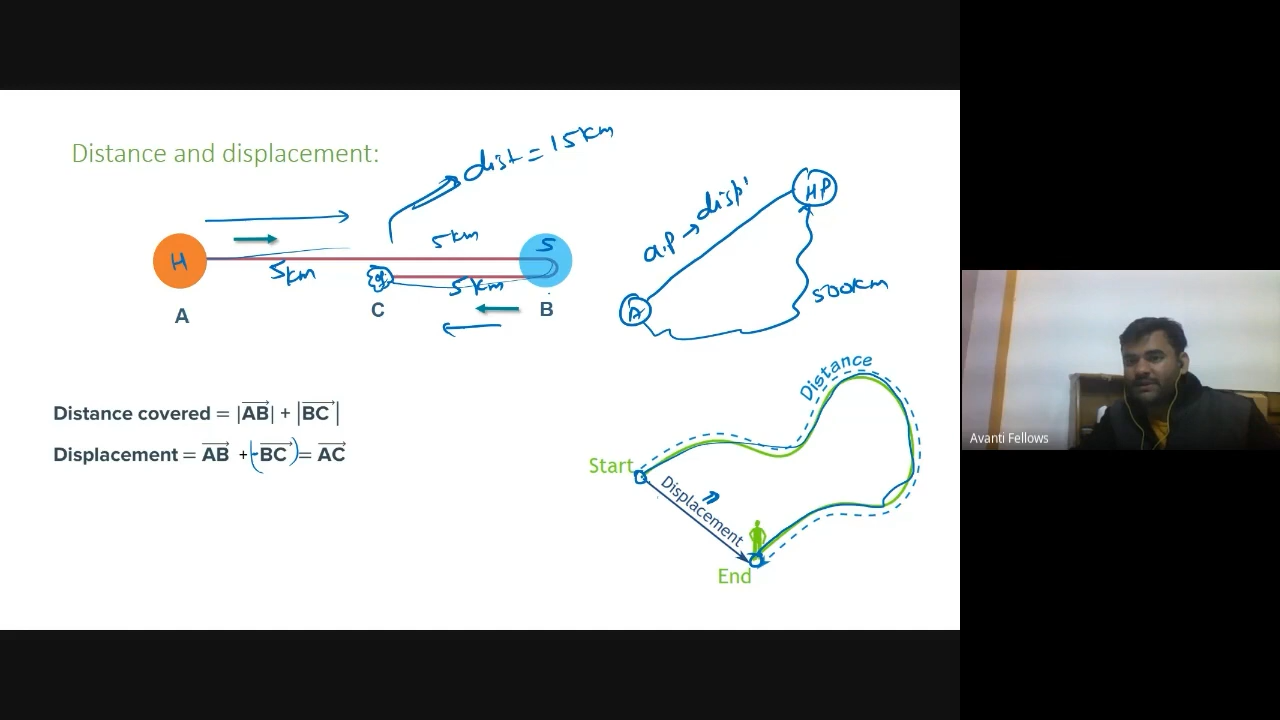 Distance and displacement:
dist = 15km
H
5km
5km
S
5km
A
C
B
HP
a.P → disp'
A
500km
Distance covered = |AB| + |BC|
Displacement = AB + (-BC) = AC
Distance
Start
Displacement
End
Avanti Fellows